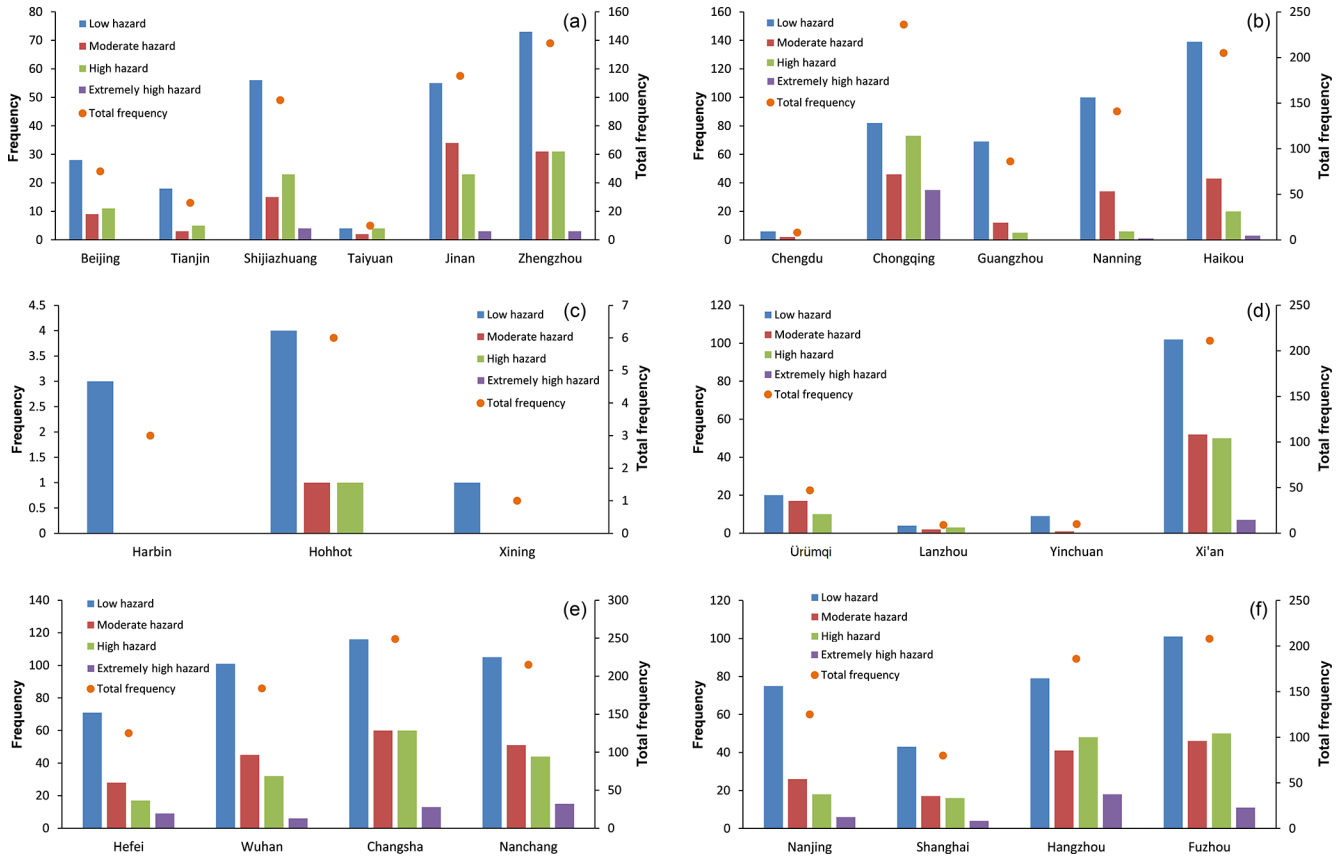 (a)
Low hazard
Moderate hazard
High hazard
Extremely high hazard
Total frequency
Frequency
80
70
60
50
40
30
20
10
0
Total frequency
160
140
120
100
80
60
40
20
0
Beijing Tianjin Shijiazhuang Taiyuan Jinan Zhengzhou
(b)
Low hazard
Moderate hazard
High hazard
Extremely high hazard
Total frequency
Frequency
160
140
120
100
80
60
40
20
0
Total frequency
250
200
150
100
50
0
Chengdu Chongqing Guangzhou Nanning Haikou
(c)
Low hazard
Moderate hazard
High hazard
Extremely high hazard
Total frequency
Frequency
4.5
4
3.5
3
2.5
2
1.5
1
0.5
0
Total frequency
7
6
5
4
3
2
1
0
Harbin Hohhot Xining
(d)
Low hazard
Moderate hazard
High hazard
Extremely high hazard
Total frequency
Frequency
120
100
80
60
40
20
0
Total frequency
250
200
150
100
50
0
Ürümqi Lanzhou Yinchuan Xi'an
(e)
Low hazard
Moderate hazard
High hazard
Extremely high hazard
Total frequency
Frequency
140
120
100
80
60
40
20
0
Total frequency
300
250
200
150
100
50
0
Hefei Wuhan Changsha Nanchang
(f)
Low hazard
Moderate hazard
High hazard
Extremely high hazard
Total frequency
Frequency
120
100
80
60
40
20
0
Total frequency
250
200
150
100
50
0
Nanjing Shanghai Hangzhou Fuzhou